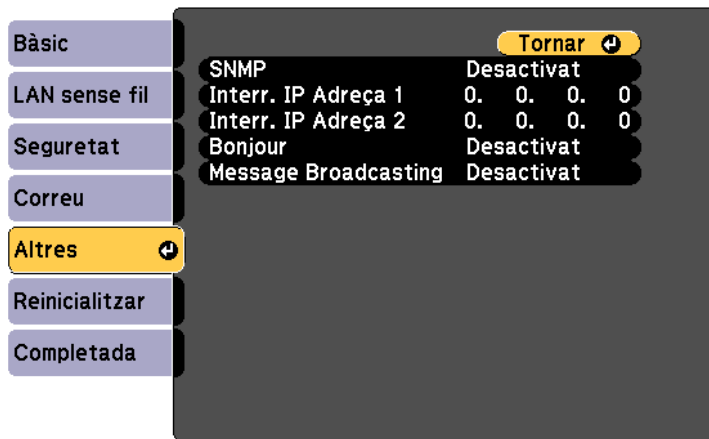 Bàsic
LAN sense fil
Seguretat
Correu
Altres
Reinicialitzar
Completada
Tornar
SNMP Desactivat
Interr. IP Adreça 1 0. 0. 0. 0
Interr. IP Adreça 2 0. 0. 0. 0
Bonjour Desactivat
Message Broadcasting Desactivat